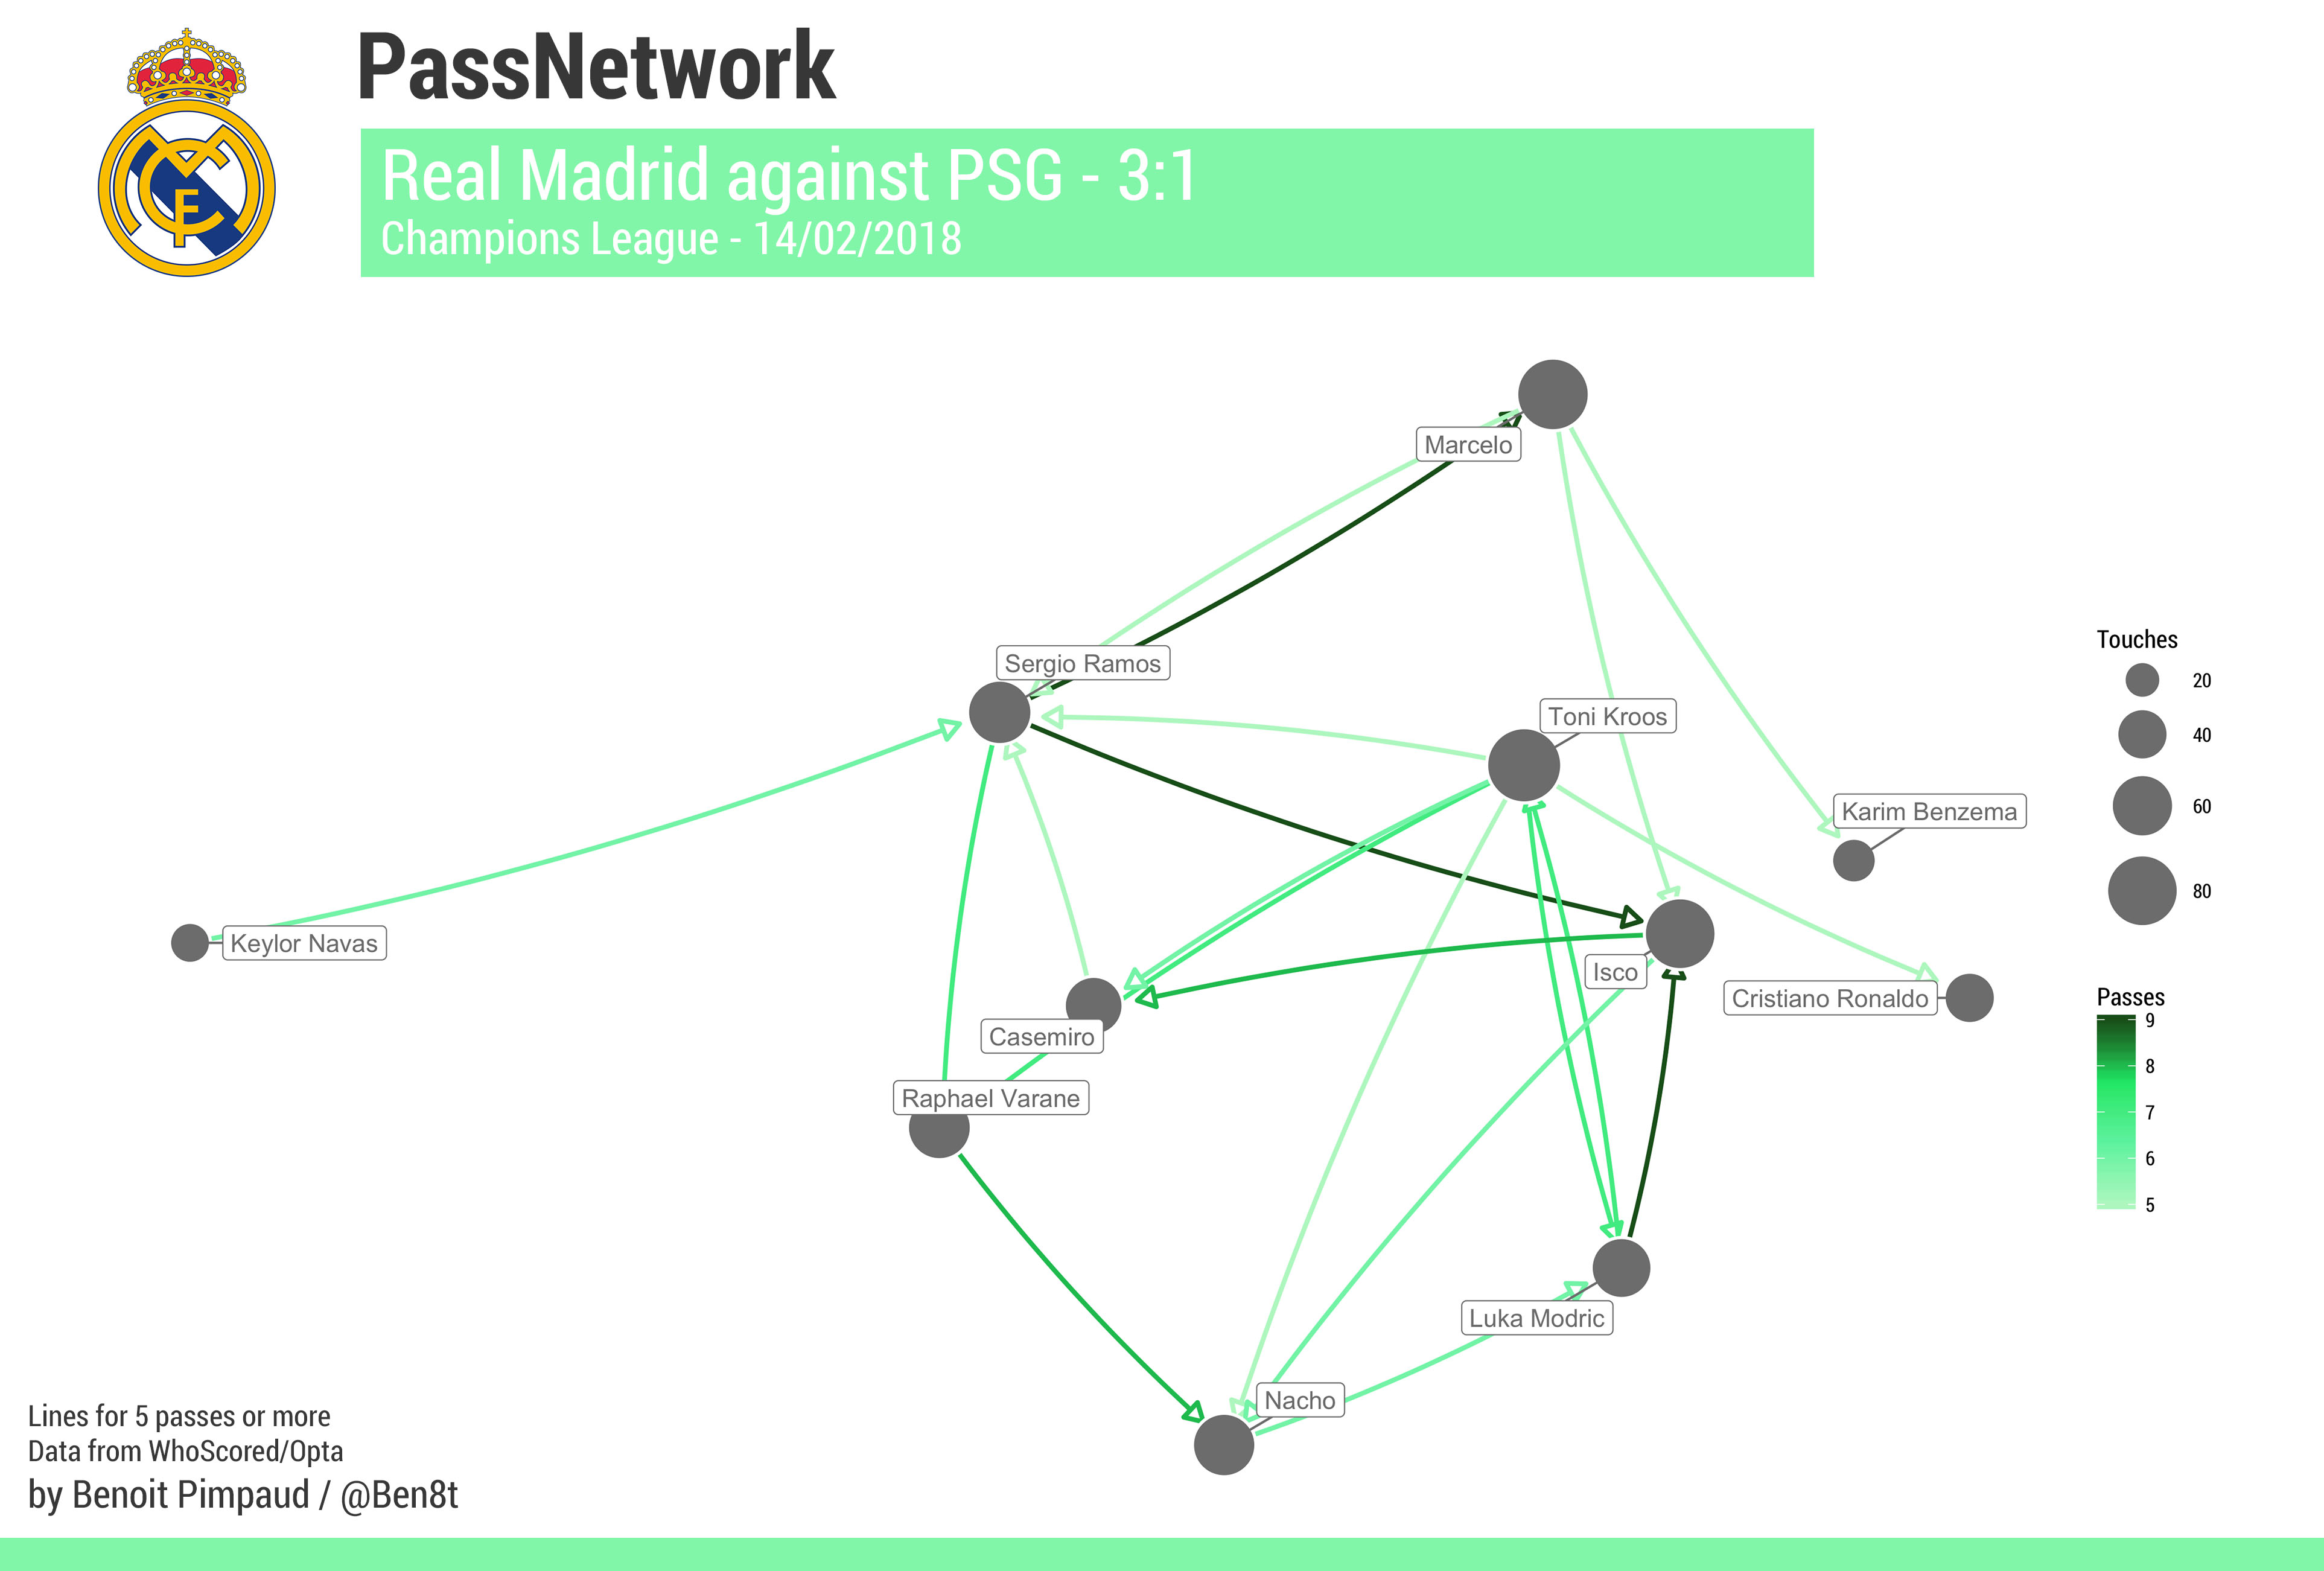 PassNetwork
Real Madrid against PSG - 3:1
Champions League - 14/02/2018
Marcelo
Sergio Ramos
Toni Kroos
Karim Benzema
Keylor Navas
Isco
Cristiano Ronaldo
Casemiro
Raphael Varane
Luka Modric
Nacho
Touches
20
40
60
80
Passes
9
8
7
6
5
Lines for 5 passes or more
Data from WhoScored/Opta
by Benoit Pimpaud / @Ben8t